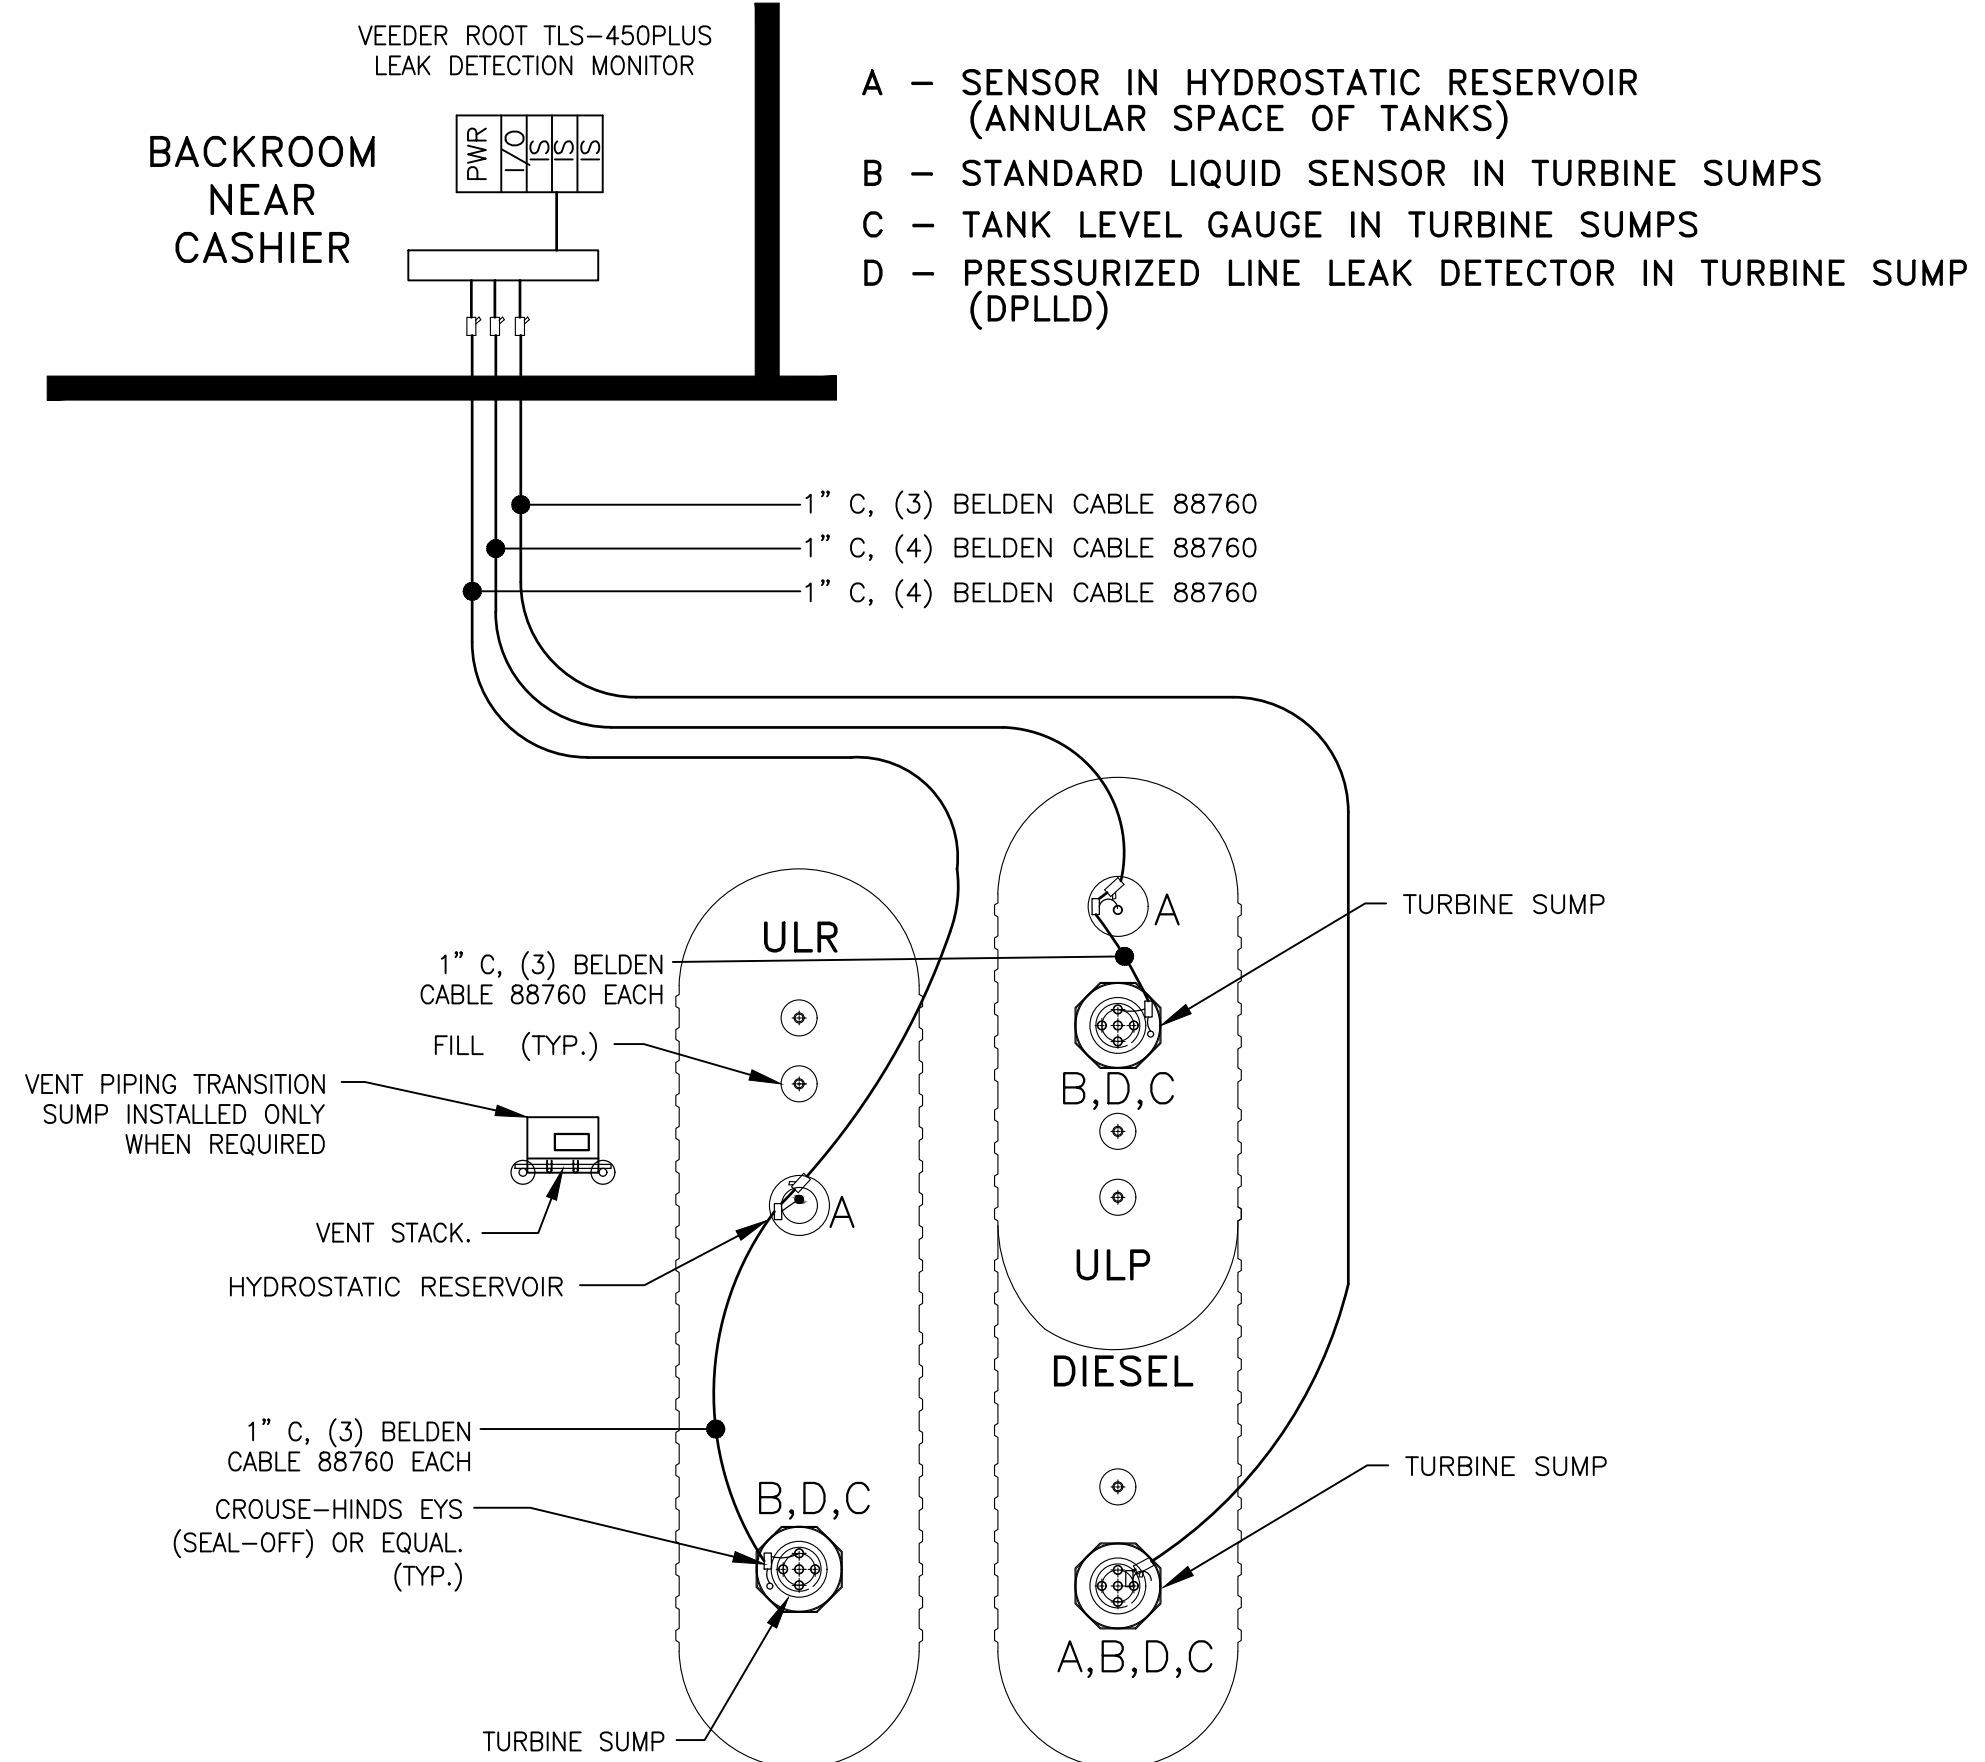 VEEDER ROOT TLS-450PLUS
LEAK DETECTION MONITOR
BACKROOM
NEAR
CASHIER
PWR
I/O
IS
IS
IS
A - SENSOR IN HYDROSTATIC RESERVOIR
(ANNULAR SPACE OF TANKS)
B - STANDARD LIQUID SENSOR IN TURBINE SUMPS
C - TANK LEVEL GAUGE IN TURBINE SUMPS
D - PRESSURIZED LINE LEAK DETECTOR IN TURBINE SUMP
(DPLLD)
1" C, (3) BELDEN CABLE 88760
1" C, (4) BELDEN CABLE 88760
1" C, (4) BELDEN CABLE 88760
A
TURBINE SUMP
ULR
1" C, (3) BELDEN
CABLE 88760 EACH
FILL (TYP.)
B,D,C
VENT PIPING TRANSITION
SUMP INSTALLED ONLY
WHEN REQUIRED
A
VENT STACK.
ULP
HYDROSTATIC RESERVOIR
DIESEL
1" C, (3) BELDEN
CABLE 88760 EACH
TURBINE SUMP
B,D,C
CROUSE-HINDS EYS
(SEAL-OFF) OR EQUAL.
(TYP.)
A,B,D,C
TURBINE SUMP